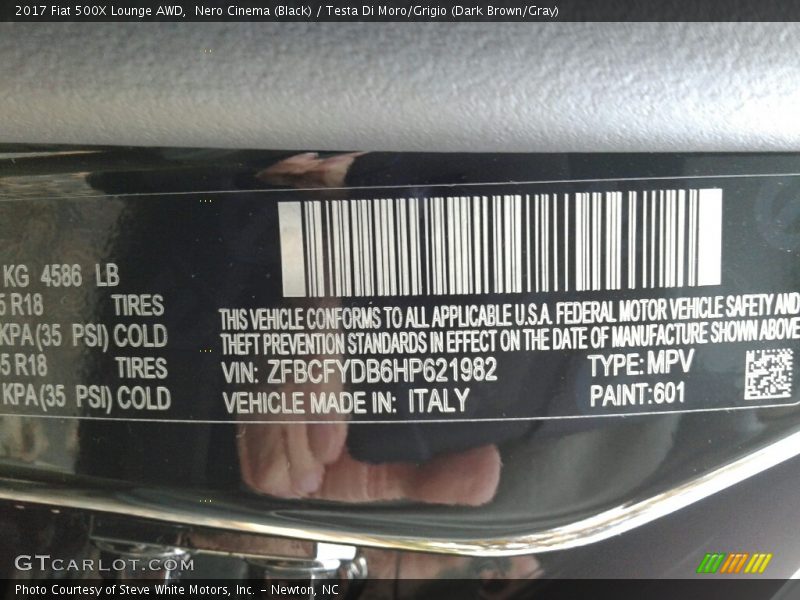 2017 Fiat 500X Lounge AWD, Nero Cinema (Black) / Testa Di Moro/Grigio (Dark Brown/Gray)
KG 4586 LB
5 R18 TIRES
KPA(35 PSI) COLD
5 R18 TIRES
KPA(35 PSI) COLD
THIS VEHICLE CONFORMS TO ALL APPLICABLE U.S.A. FEDERAL MOTOR VEHICLE SAFETY AND
THEFT PREVENTION STANDARDS IN EFFECT ON THE DATE OF MANUFACTURE SHOWN ABOVE
VIN: ZFBCFYDB6HP621982 TYPE: MPV
VEHICLE MADE IN: ITALY PAINT:601
GTCARLOT.COM
Photo Courtesy of Steve White Motors, Inc. – Newton, NC